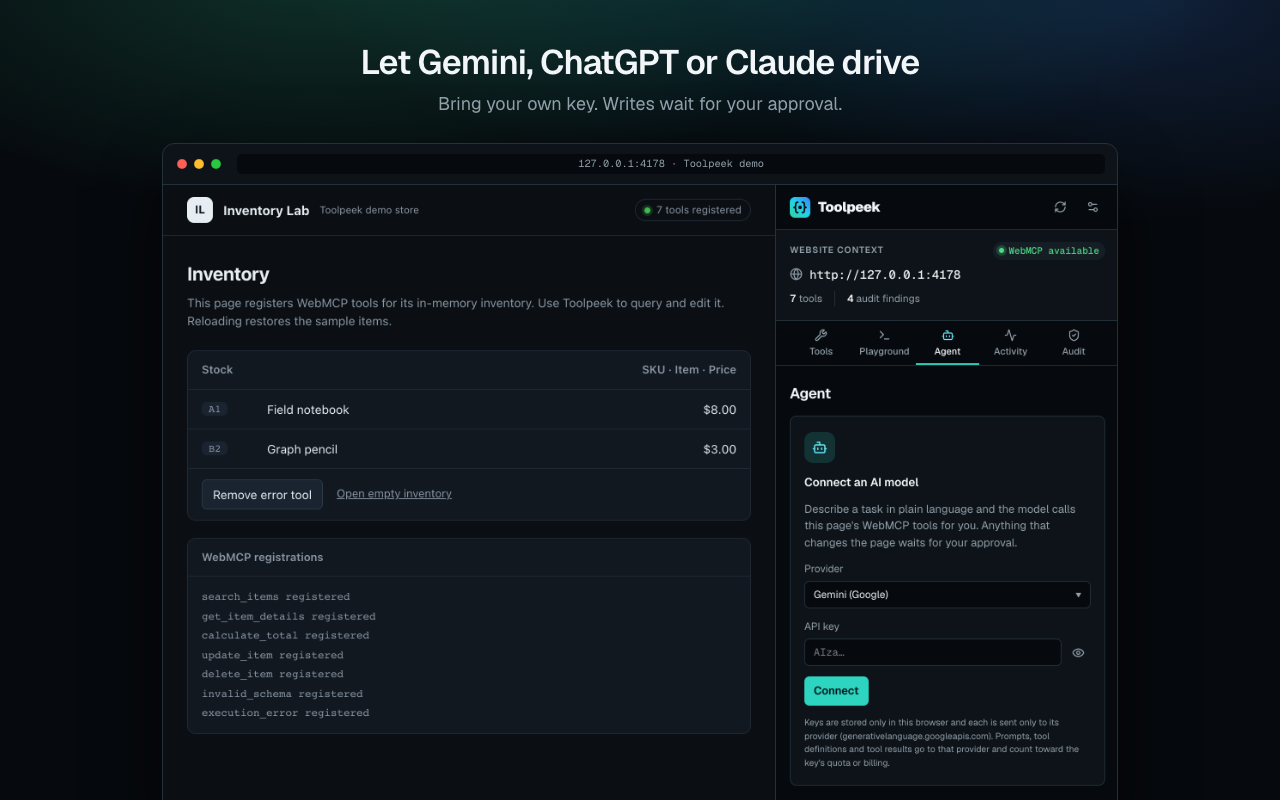 Let Gemini, ChatGPT or Claude drive
Bring your own key. Writes wait for your approval.
127.0.0.1:4178 · Toolpeek demo
IL Inventory Lab Toolpeek demo store 7 tools registered
Inventory
This page registers WebMCP tools for its in-memory inventory. Use Toolpeek to query and edit it.
Reloading restores the sample items.
Stock SKU · Item · Price
A1 Field notebook $8.00
B2 Graph pencil $3.00
Remove error tool Open empty inventory
WebMCP registrations
search_items registered
get_item_details registered
calculate_total registered
update_item registered
delete_item registered
invalid_schema registered
execution_error registered
Toolpeek
WEBSITE CONTEXT WebMCP available
http://127.0.0.1:4178
7 tools 4 audit findings
Tools Playground Agent Activity Audit
Agent
Connect an AI model
Describe a task in plain language and the model calls
this page's WebMCP tools for you. Anything that
changes the page waits for your approval.
Provider
Gemini (Google)
API key
AIza…
Connect
Keys are stored only in this browser and each is sent only to its
provider (generativelanguage.googleapis.com). Prompts, tool
definitions and tool results go to that provider and count toward the
key's quota or billing.